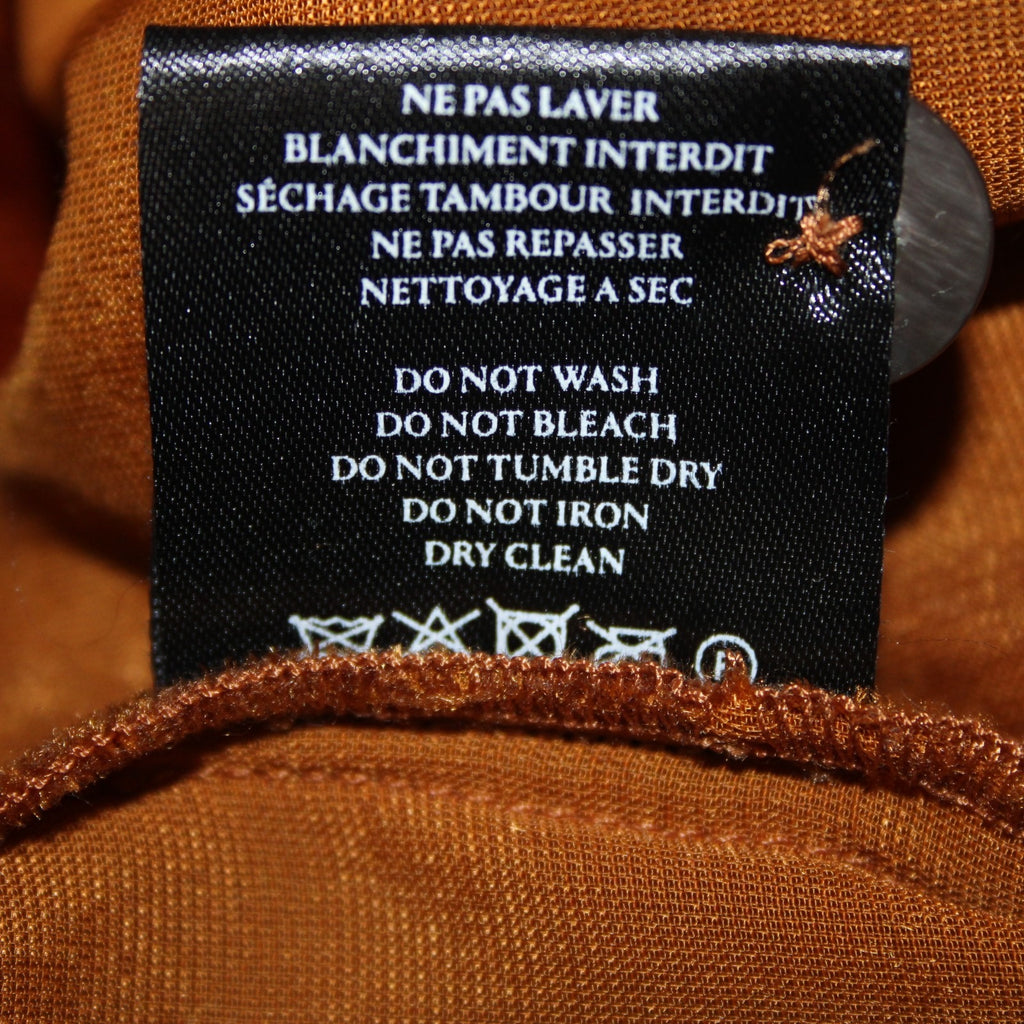 NE PAS LAVER
BLANCHIMENT INTERDIT
SÉCHAGE TAMBOUR INTERDIT
NE PAS REPASSER
NETTOYAGE A SEC
DO NOT WASH
DO NOT BLEACH
DO NOT TUMBLE DRY
DO NOT IRON
DRY CLEAN